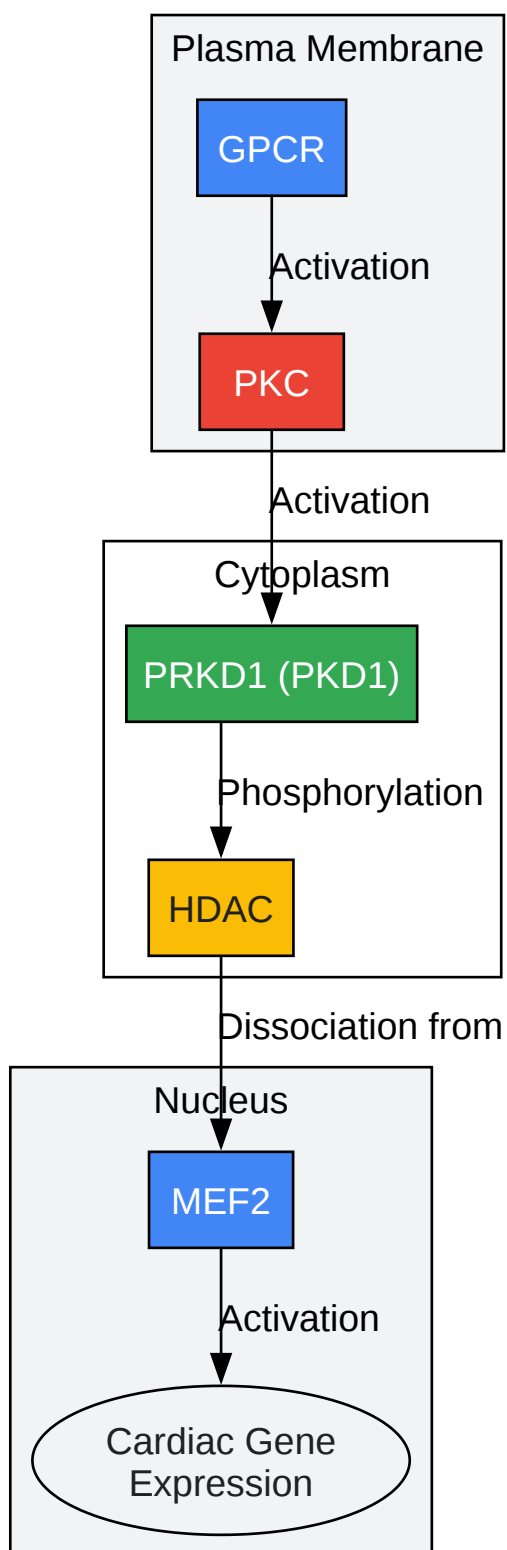 Plasma Membrane
GPCR
Activation
PKC
Activation
Cytoplasm
PRKD1 (PKD1)
Phosphorylation
HDAC
Dissociation from
Nucleus
MEF2
Activation
Cardiac Gene
Expression